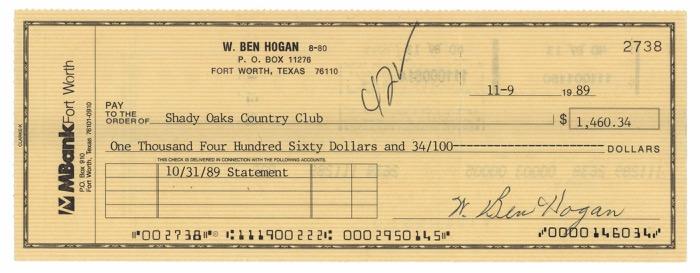 W. BEN HOGAN 8-80
P. O. BOX 11276
FORT WORTH, TEXAS 76110
2738
11-9 19 89
PAY
TO THE
ORDER OF Shady Oaks Country Club $ 1,460.34
One Thousand Four Hundred Sixty Dollars and 34/100 DOLLARS
THIS CHECK IS DELIVERED IN CONNECTION WITH THE FOLLOWING ACCOUNTS.
10/31/89 Statement
MBank Fort Worth
P.O. Box 910
Fort Worth, Texas 76101-0910
W. Ben Hogan
⑈002738⑈ ⑆111900222⑆ 0002950145⑈ ⑈0000146034⑈